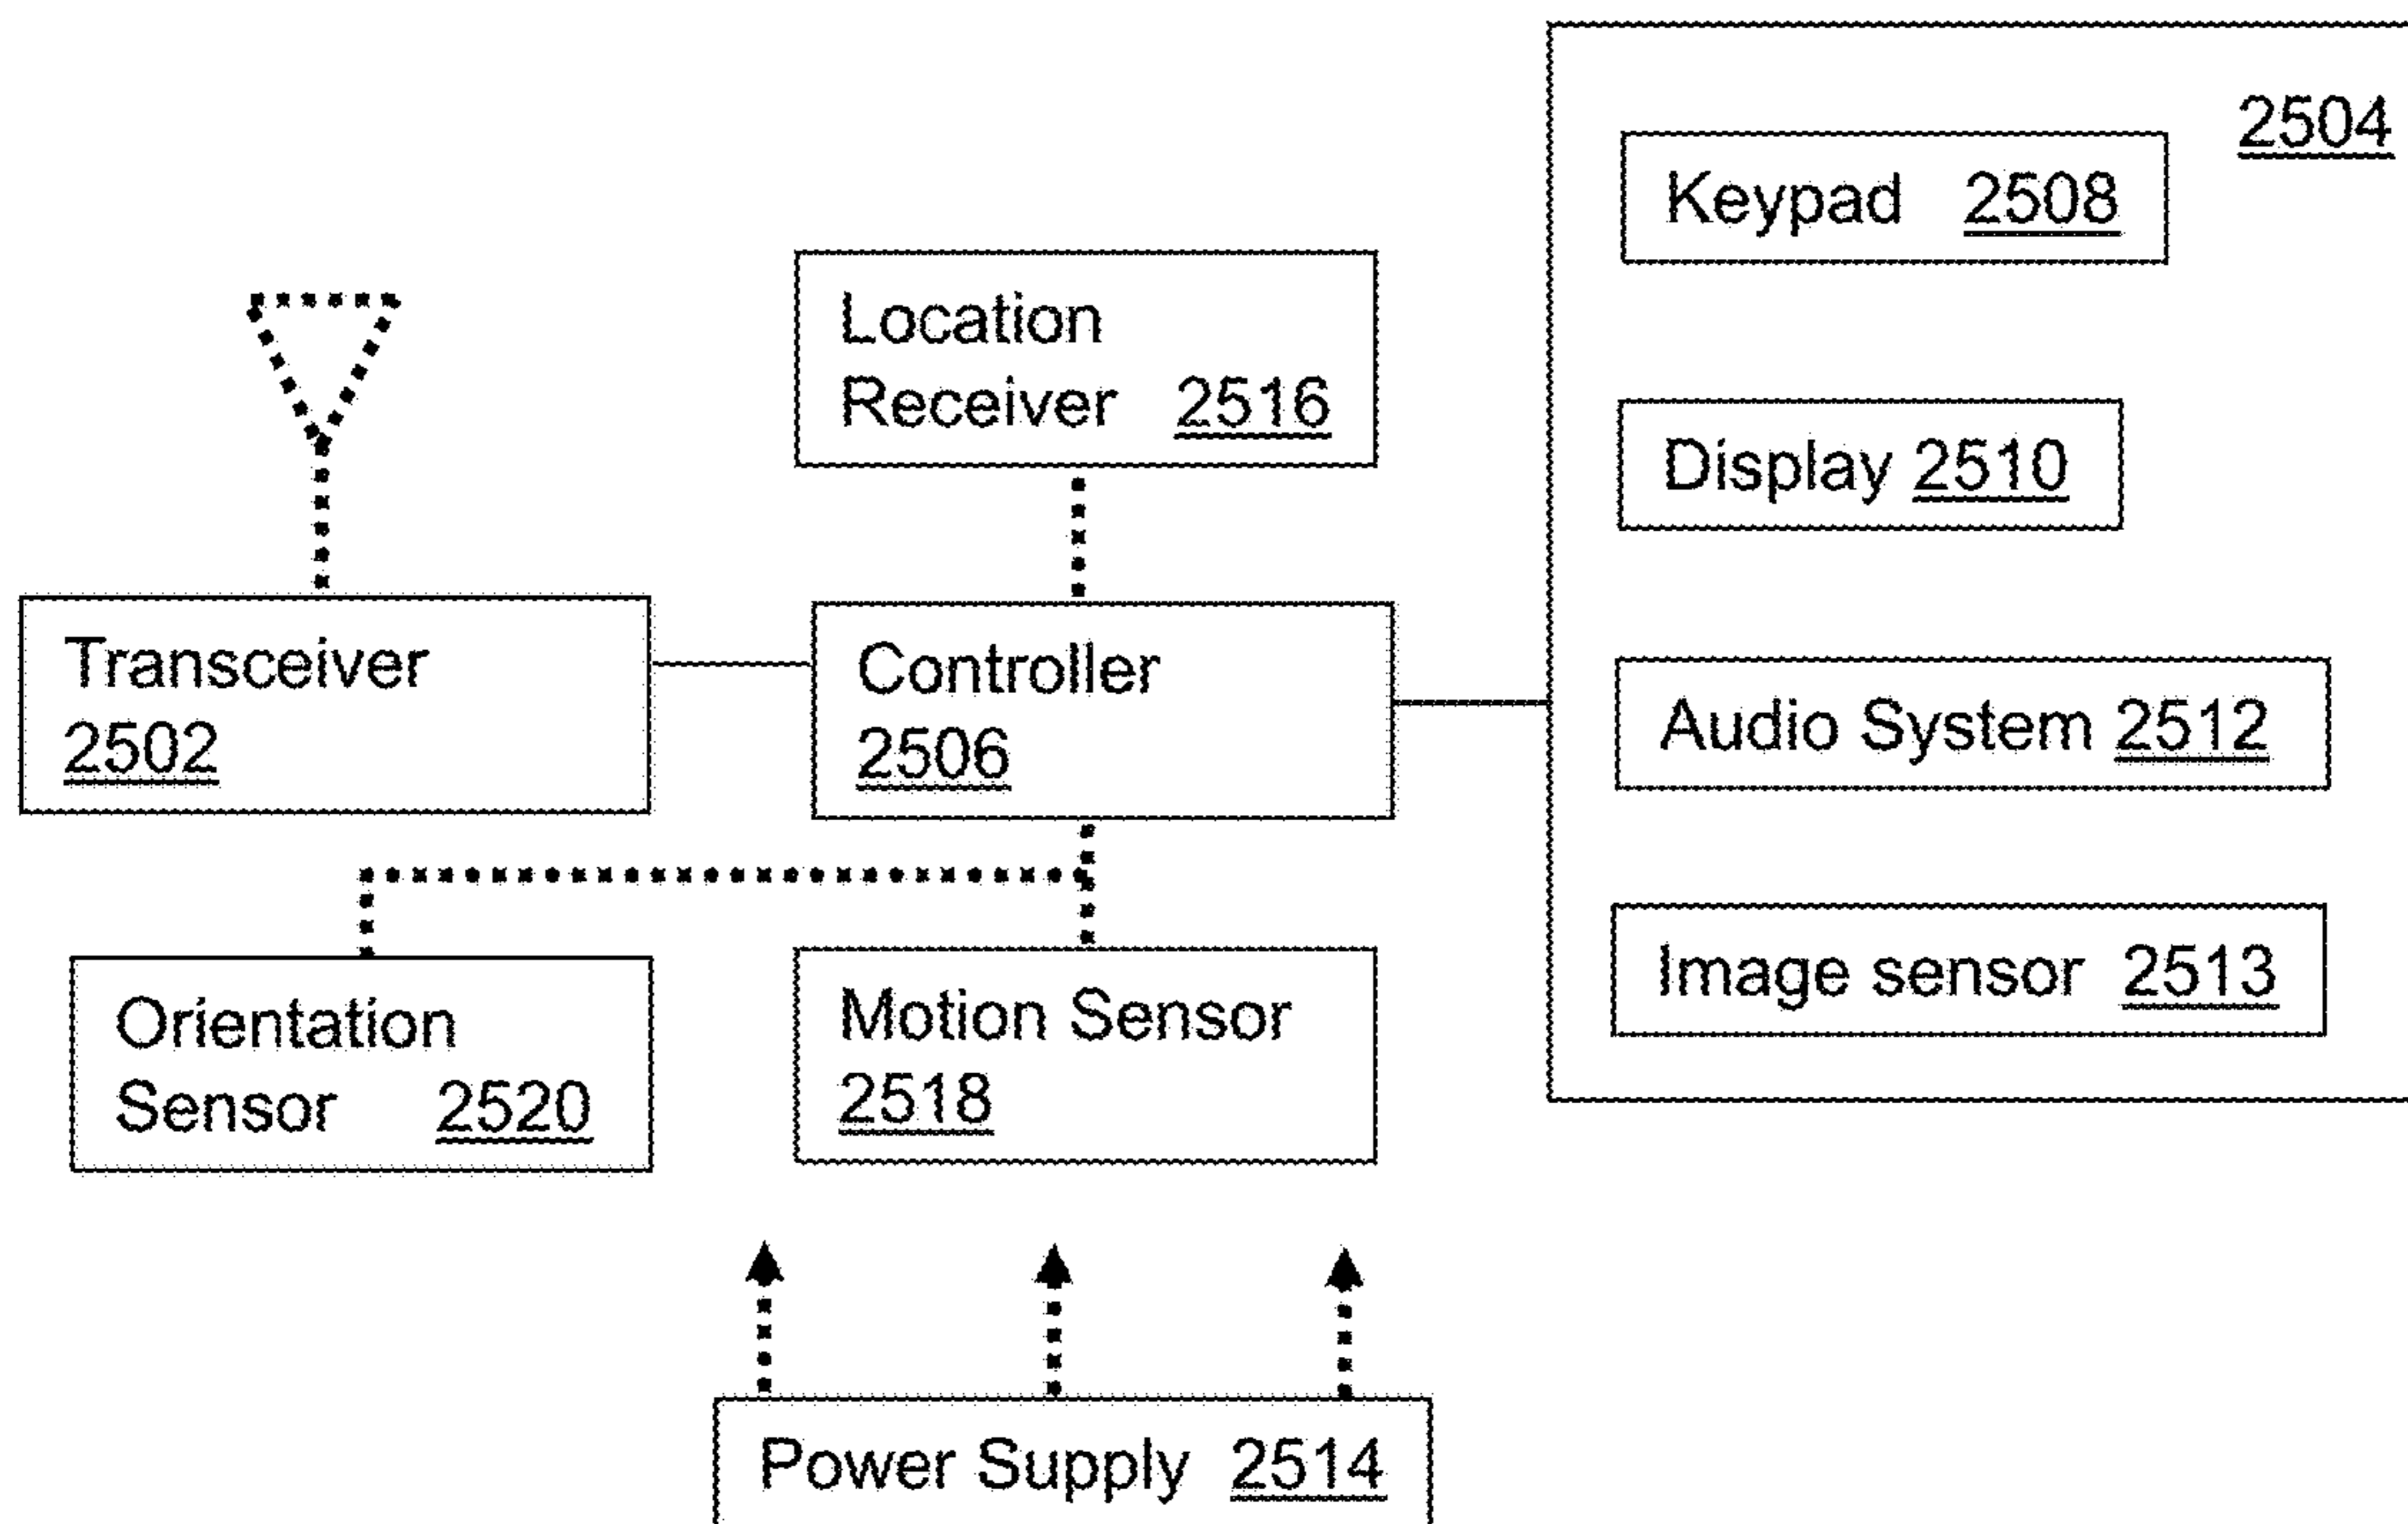 2504
Keypad 2508
Location
Receiver 2516
Display 2510
Transceiver
2502
Controller
2506
Audio System 2512
Image sensor 2513
Orientation
Sensor 2520
Motion Sensor
2518
Power Supply 2514